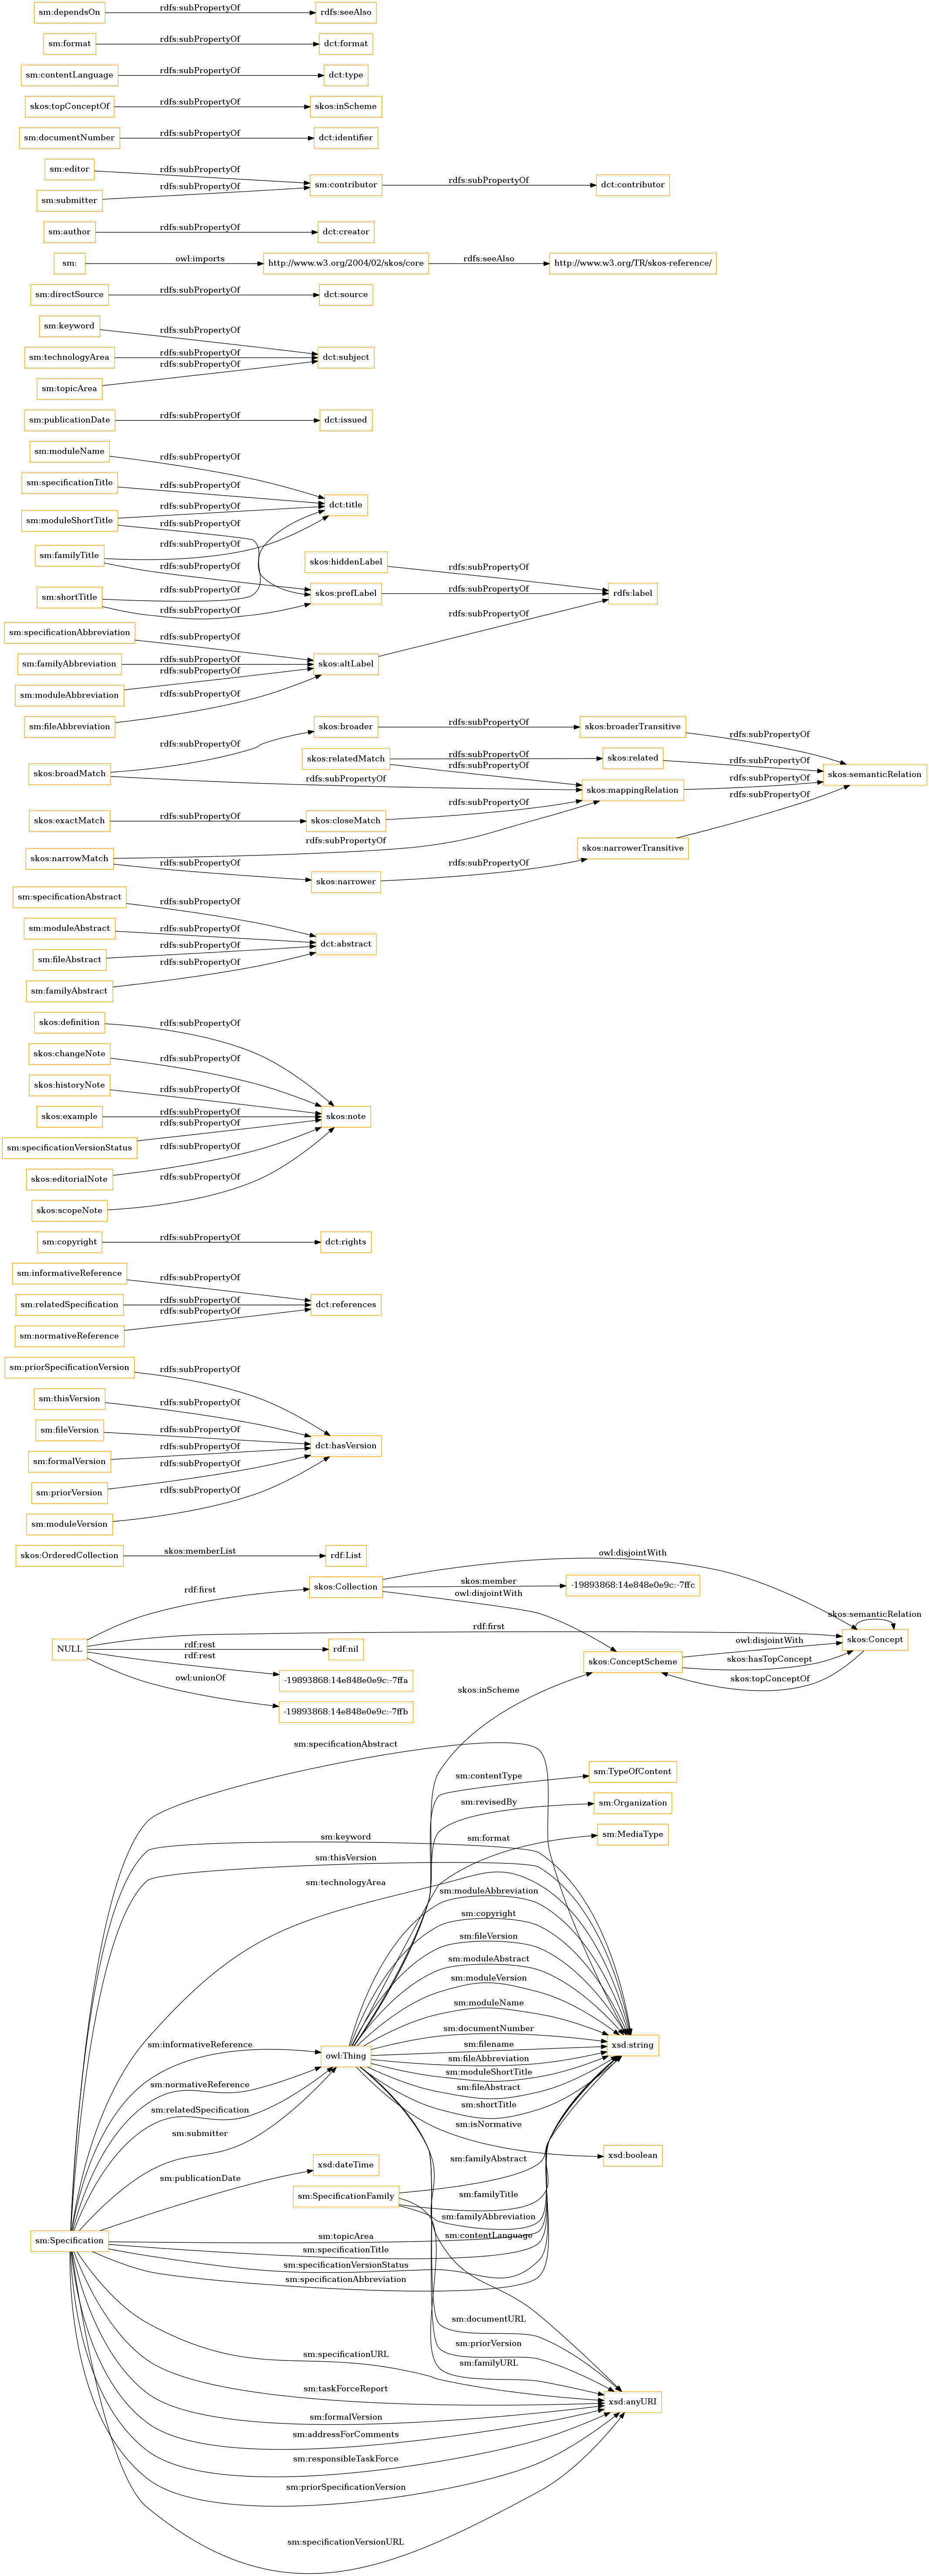 sm:dependsOn rdfs:subPropertyOf rdfs:seeAlso
sm:format rdfs:subPropertyOf dct:format
sm:contentLanguage rdfs:subPropertyOf dct:type
skos:topConceptOf rdfs:subPropertyOf skos:inScheme
sm:documentNumber rdfs:subPropertyOf dct:identifier
sm:editor rdfs:subPropertyOf
sm:contributor rdfs:subPropertyOf dct:contributor
sm:submitter rdfs:subPropertyOf
sm:author rdfs:subPropertyOf dct:creator
sm: owl:imports http://www.w3.org/2004/02/skos/core rdfs:seeAlso http://www.w3.org/TR/skos-reference/
sm:directSource rdfs:subPropertyOf dct:source
sm:keyword rdfs:subPropertyOf
sm:technologyArea rdfs:subPropertyOf dct:subject
sm:topicArea rdfs:subPropertyOf
sm:publicationDate rdfs:subPropertyOf dct:issued
sm:moduleName rdfs:subPropertyOf
sm:specificationTitle rdfs:subPropertyOf
dct:title
sm:moduleShortTitle rdfs:subPropertyOf
rdfs:subPropertyOf
sm:familyTitle rdfs:subPropertyOf
rdfs:subPropertyOf
skos:hiddenLabel rdfs:subPropertyOf
sm:shortTitle rdfs:subPropertyOf
rdfs:subPropertyOf
skos:prefLabel rdfs:subPropertyOf rdfs:label
sm:specificationAbbreviation rdfs:subPropertyOf
sm:familyAbbreviation rdfs:subPropertyOf skos:altLabel rdfs:subPropertyOf
sm:moduleAbbreviation rdfs:subPropertyOf
sm:fileAbbreviation rdfs:subPropertyOf
skos:broader rdfs:subPropertyOf skos:broaderTransitive rdfs:subPropertyOf
skos:broadMatch rdfs:subPropertyOf
rdfs:subPropertyOf
skos:relatedMatch rdfs:subPropertyOf skos:related rdfs:subPropertyOf
rdfs:subPropertyOf
skos:mappingRelation rdfs:subPropertyOf skos:semanticRelation
skos:exactMatch rdfs:subPropertyOf skos:closeMatch rdfs:subPropertyOf
skos:narrowMatch rdfs:subPropertyOf
rdfs:subPropertyOf
skos:narrower rdfs:subPropertyOf skos:narrowerTransitive rdfs:subPropertyOf
sm:specificationAbstract rdfs:subPropertyOf
sm:moduleAbstract rdfs:subPropertyOf dct:abstract
sm:fileAbstract rdfs:subPropertyOf
sm:familyAbstract rdfs:subPropertyOf
skos:definition rdfs:subPropertyOf
skos:changeNote rdfs:subPropertyOf
skos:historyNote rdfs:subPropertyOf
skos:example rdfs:subPropertyOf skos:note
sm:specificationVersionStatus rdfs:subPropertyOf
skos:editorialNote rdfs:subPropertyOf
skos:scopeNote rdfs:subPropertyOf
sm:copyright rdfs:subPropertyOf dct:rights
sm:informativeReference rdfs:subPropertyOf
sm:relatedSpecification rdfs:subPropertyOf dct:references
sm:normativeReference rdfs:subPropertyOf
sm:priorSpecificationVersion rdfs:subPropertyOf
sm:thisVersion rdfs:subPropertyOf
sm:fileVersion rdfs:subPropertyOf
dct:hasVersion
sm:formalVersion rdfs:subPropertyOf
sm:priorVersion rdfs:subPropertyOf
sm:moduleVersion rdfs:subPropertyOf
skos:OrderedCollection skos:memberList rdf:List
owl:disjointWith
skos:Collection skos:member -19893868:14e848e0e9c:-7ffc
owl:disjointWith
rdf:first
skos:semanticRelation
NULL rdf:first skos:Concept
rdf:rest rdf:nil
rdf:rest
-19893868:14e848e0e9c:-7ffa
owl:unionOf
-19893868:14e848e0e9c:-7ffb
skos:ConceptScheme owl:disjointWith
skos:hasTopConcept
skos:topConceptOf
skos:inScheme
sm:specificationAbstract
sm:contentType sm:TypeOfContent
sm:revisedBy sm:Organization
sm:keyword sm:format sm:MediaType
sm:thisVersion
sm:technologyArea
sm:moduleAbbreviation
sm:copyright
sm:fileVersion
sm:moduleAbstract
sm:moduleVersion
sm:moduleName
sm:documentNumber
sm:informativeReference owl:Thing sm:filename xsd:string
sm:fileAbbreviation
sm:moduleShortTitle
sm:normativeReference sm:fileAbstract
sm:relatedSpecification sm:shortTitle
sm:submitter sm:isNormative xsd:boolean
sm:familyAbstract
sm:publicationDate xsd:dateTime
sm:SpecificationFamily sm:familyTitle
sm:familyAbbreviation
sm:Specification sm:topicArea sm:contentLanguage
sm:specificationTitle
sm:specificationVersionStatus
sm:specificationAbbreviation
sm:documentURL
sm:priorVersion
sm:specificationURL sm:familyURL
sm:taskForceReport xsd:anyURI
sm:formalVersion
sm:addressForComments
sm:responsibleTaskForce
sm:priorSpecificationVersion
sm:specificationVersionURL